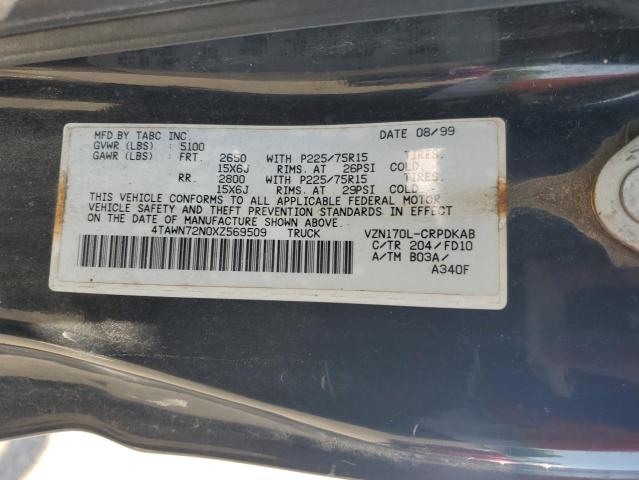 MFD.BY TABC INC. DATE 08/99
GVWR (LBS) : 5100
GAWR (LBS) : FRT. 2650 WITH P225/75R15 TIRES.
15X6J RIMS. AT 26PSI COLD.
RR. 2800 WITH P225/75R15 TIRES.
15X6J RIMS. AT 29PSI COLD.
THIS VEHICLE CONFORMS TO ALL APPLICABLE FEDERAL MOTOR
VEHICLE SAFETY AND THEFT PREVENTION STANDARDS IN EFFECT
ON THE DATE OF MANUFACTURE SHOWN ABOVE.
4TAWN72N0XZ569509 TRUCK VZN170L-CRPDKAB
C/TR 204/FD10
A/TM B03A/
A340F